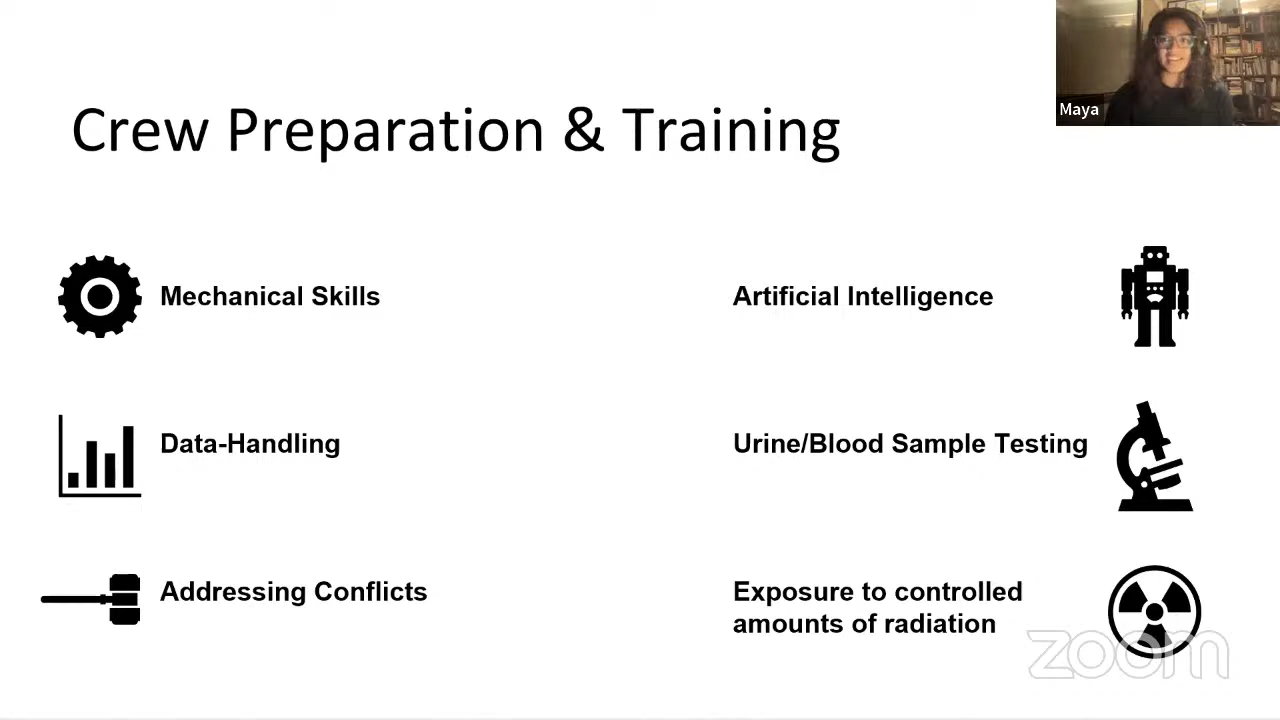 Maya
Crew Preparation & Training
Mechanical Skills
Artificial Intelligence
Data-Handling
Urine/Blood Sample Testing
Addressing Conflicts
Exposure to controlled
amounts of radiation
zoom